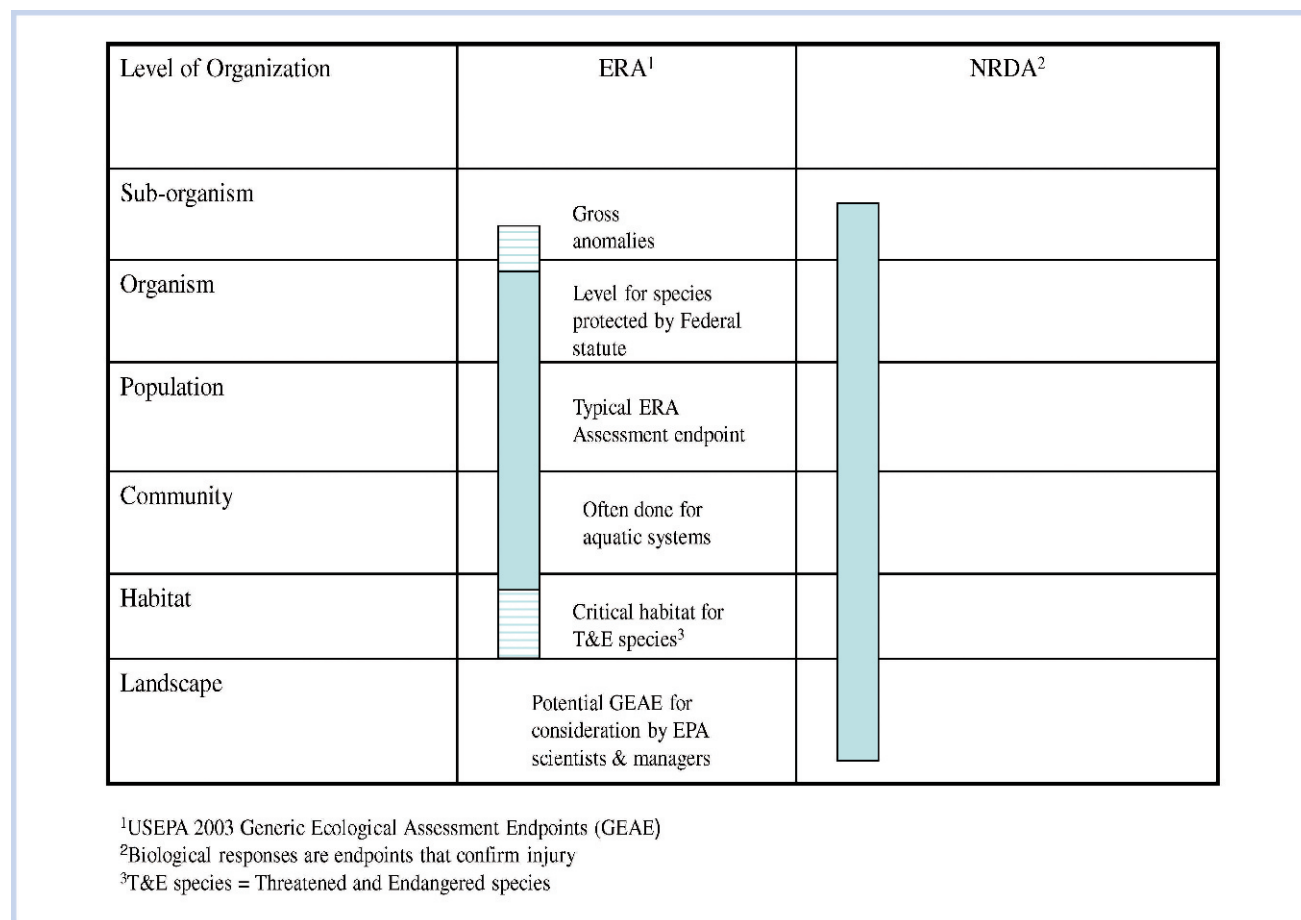 Level of Organization ERA¹ NRDA²
Sub-organism
Gross
anomalies
Organism
Level for species
protected by Federal
statute
Population
Typical ERA
Assessment endpoint
Community
Often done for
aquatic systems
Habitat
Critical habitat for
T&E species³
Landscape
Potential GEAE for
consideration by EPA
scientists & managers
¹USEPA 2003 Generic Ecological Assessment Endpoints (GEAE)
²Biological responses are endpoints that confirm injury
³T&E species = Threatened and Endangered species